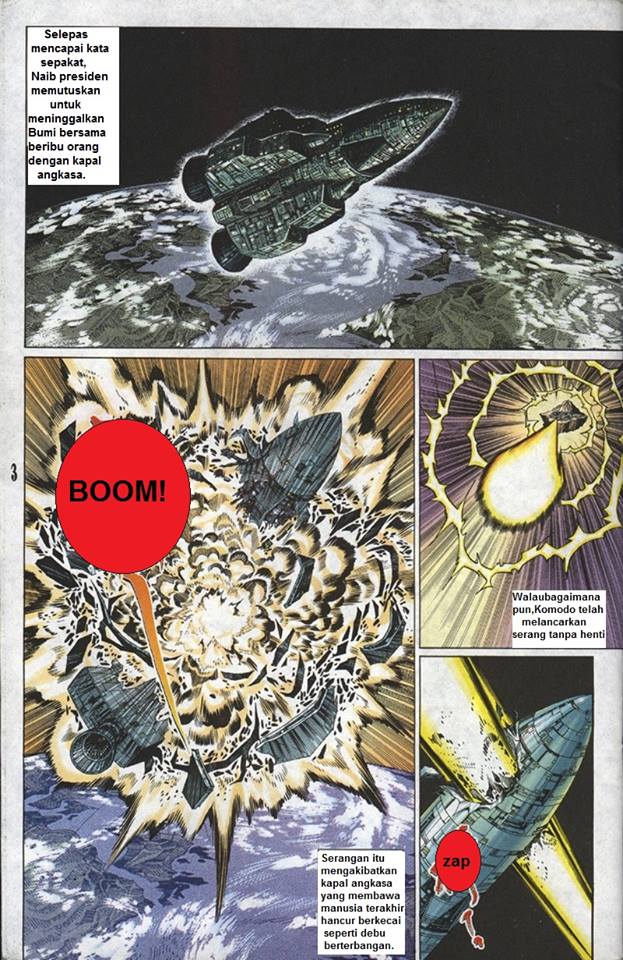 Selepas
mencapai kata
sepakat,
Naib presiden
memutuskan
untuk
meninggalkan
Bumi bersama
beribu orang
dengan kapal
angkasa.
Walaubagaimana
pun,Komodo telah
melancarkan
serang tanpa henti
zap
BOOM!
Serangan itu
mengakibatkan
kapal angkasa
yang membawa
manusia terakhir
hancur berkecai
seperti debu
berterbangan.
3